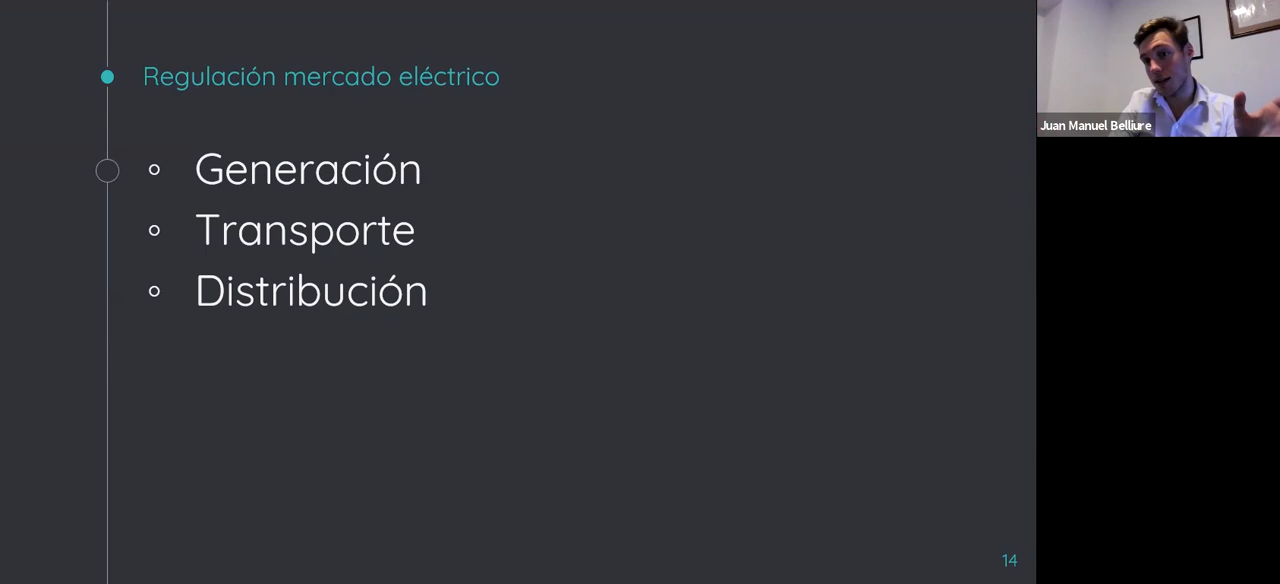 Regulación mercado eléctrico
Generación
Transporte
Distribución
14
Juan Manuel Belliure